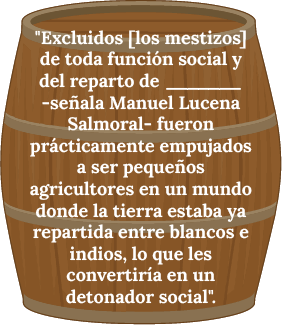 "Excluidos [los mestizos]
de toda función social y
del reparto de ________
-señala Manuel Lucena
Salmoral- fueron
prácticamente empujados
a ser pequeños
agricultores en un mundo
donde la tierra estaba ya
repartida entre blancos e
indios, lo que les
convertiría en un
detonador social".